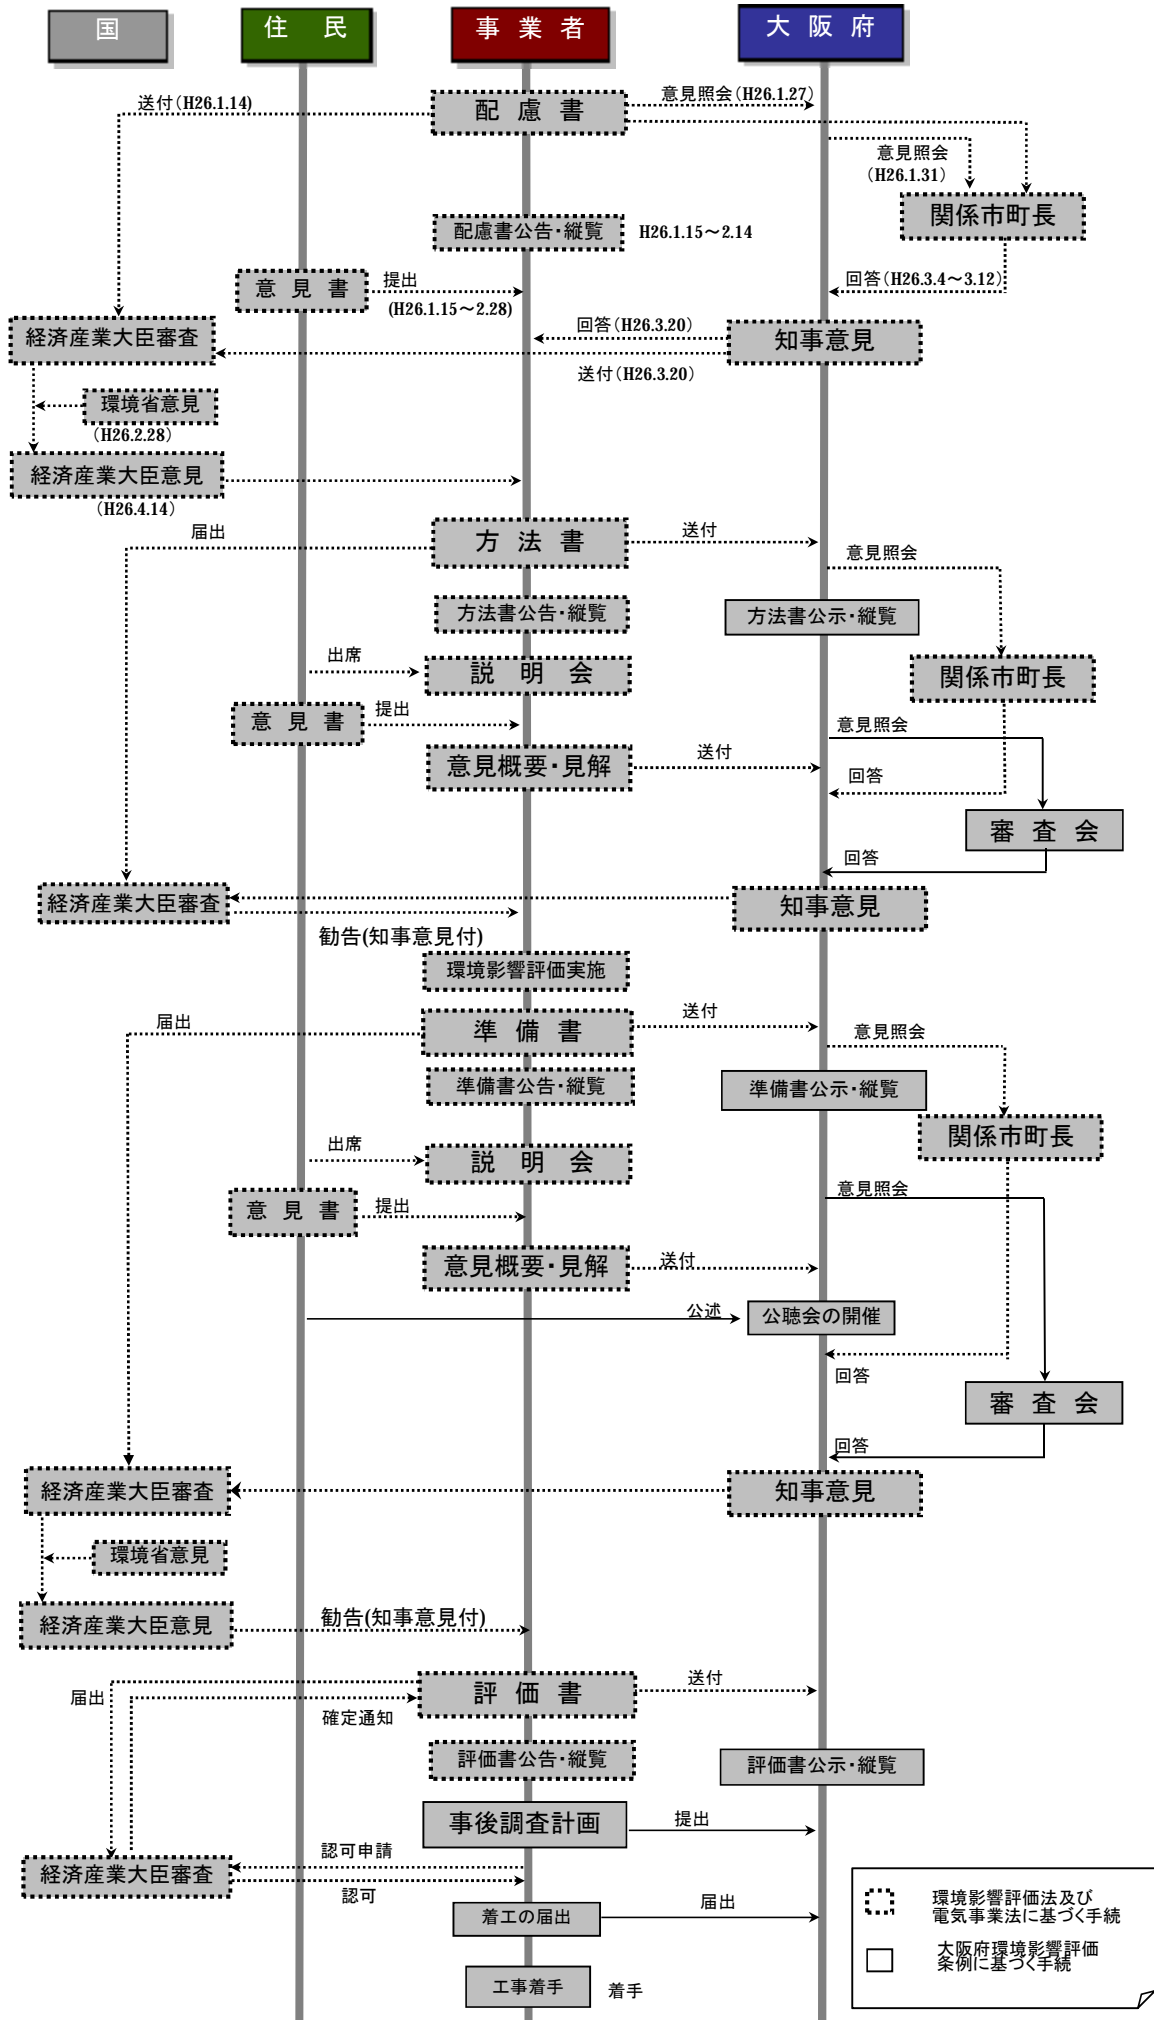 国
住 民
事 業 者
大 阪 府
送付(H26.1.14)
配 慮 書
意見照会(H26.1.27)
意見照会
(H26.1.31)
関係市町長
配慮書公告・縦覧
H26.1.15～2.14
意 見 書
提出
(H26.1.15～2.28)
回答(H26.3.4～3.12)
経済産業大臣審査
回答(H26.3.20)
知事意見
送付(H26.3.20)
環境省意見
(H26.2.28)
経済産業大臣意見
(H26.4.14)
届出
方 法 書
送付
意見照会
方法書公告・縦覧
方法書公示・縦覧
出席
説 明 会
関係市町長
意 見 書
提出
意見照会
意見概要・見解
送付
回答
審 査 会
回答
経済産業大臣審査
知事意見
勧告(知事意見付)
環境影響評価実施
届出
準 備 書
送付
意見照会
準備書公告・縦覧
準備書公示・縦覧
関係市町長
出席
説 明 会
意見照会
意 見 書
提出
意見概要・見解
送付
公述
公聴会の開催
回答
審 査 会
回答
経済産業大臣審査
知事意見
環境省意見
経済産業大臣意見
勧告(知事意見付)
届出
評 価 書
送付
確定通知
評価書公告・縦覧
評価書公示・縦覧
事後調査計画
提出
認可申請
経済産業大臣審査
認可
着工の届出
届出
工事着手
着手
環境影響評価法及び
電気事業法に基づく手続
大阪府環境影響評価
条例に基づく手続